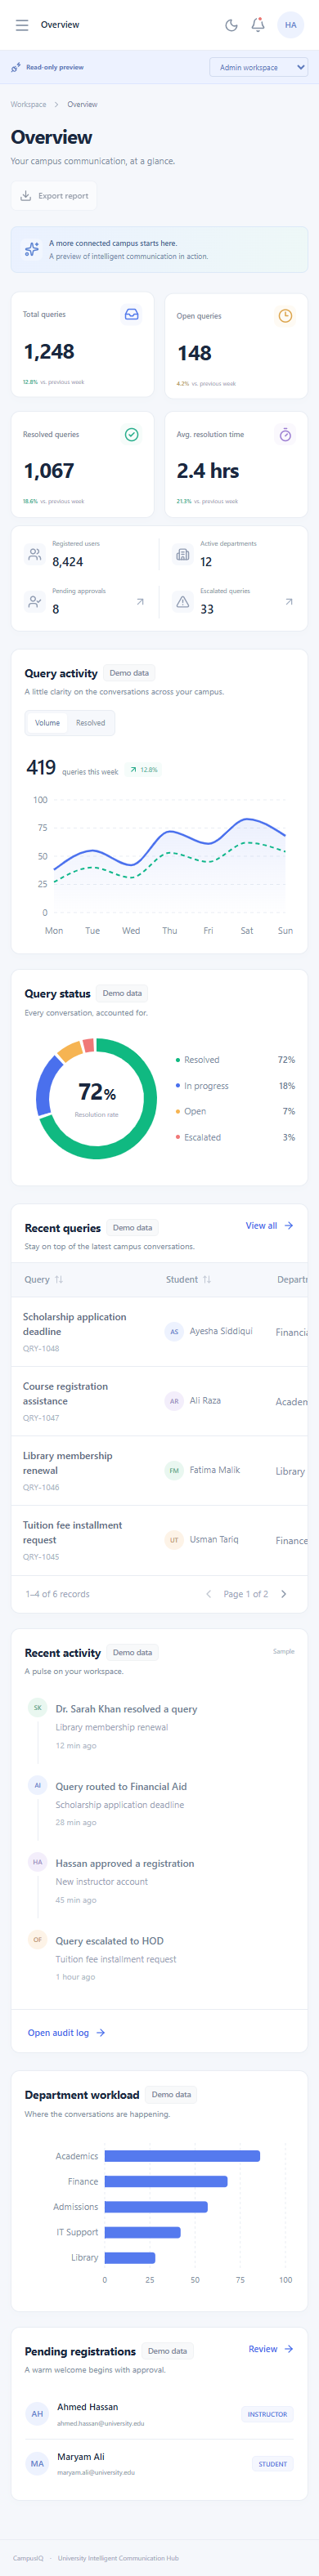 Overview
HA
Read-only preview
Admin workspace
Workspace > Overview
Overview
Your campus communication, at a glance.
Export report
A more connected campus starts here.
A preview of intelligent communication in action.
Total queries
1,248
12.8% vs. previous week
Open queries
148
4.2% vs. previous week
Resolved queries
1,067
18.6% vs. previous week
Avg. resolution time
2.4 hrs
21.3% vs. previous week
Registered users
8,424
Active departments
12
Pending approvals
8
Escalated queries
33
Query activity Demo data
A little clarity on the conversations across your campus.
Volume Resolved
419 queries this week 12.8%
100
75
50
25
0
Mon Tue Wed Thu Fri Sat Sun
Query status Demo data
Every conversation, accounted for.
72%
Resolution rate
Resolved 72%
In progress 18%
Open 7%
Escalated 3%
Recent queries Demo data
View all
Stay on top of the latest campus conversations.
Query Student Departr
Scholarship application
deadline
QRY-1048
AS Ayesha Siddiqui
Financia
Course registration
assistance
QRY-1047
AR Ali Raza
Academ
Library membership
renewal
QRY-1046
FM Fatima Malik
Library
Tuition fee installment
request
QRY-1045
UT Usman Tariq
Finance
1–4 of 6 records
Page 1 of 2
Recent activity Demo data
Sample
A pulse on your workspace.
SK
Dr. Sarah Khan resolved a query
Library membership renewal
12 min ago
AI
Query routed to Financial Aid
Scholarship application deadline
28 min ago
HA
Hassan approved a registration
New instructor account
45 min ago
OF
Query escalated to HOD
Tuition fee installment request
1 hour ago
Open audit log
Department workload Demo data
Where the conversations are happening.
Academics
Finance
Admissions
IT Support
Library
0 25 50 75 100
Pending registrations Demo data
Review
A warm welcome begins with approval.
AH
Ahmed Hassan
ahmed.hassan@university.edu
INSTRUCTOR
MA
Maryam Ali
maryam.ali@university.edu
STUDENT
CampusIQ · University Intelligent Communication Hub